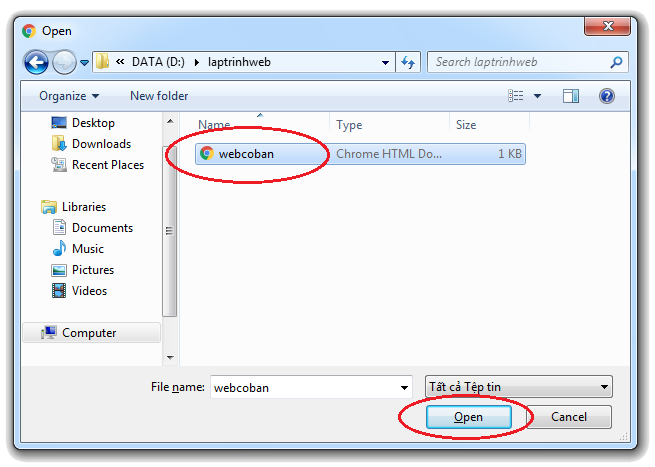 Open
« DATA (D:) ▸ laptrinhweb
Search laptrinhweb
Organize New folder
Name Type Size
webcoban Chrome HTML Do... 1 KB
Desktop
Downloads
Recent Places
Libraries
Documents
Music
Pictures
Videos
Computer
File name: webcoban
Tất cả Tệp tin
Open Cancel